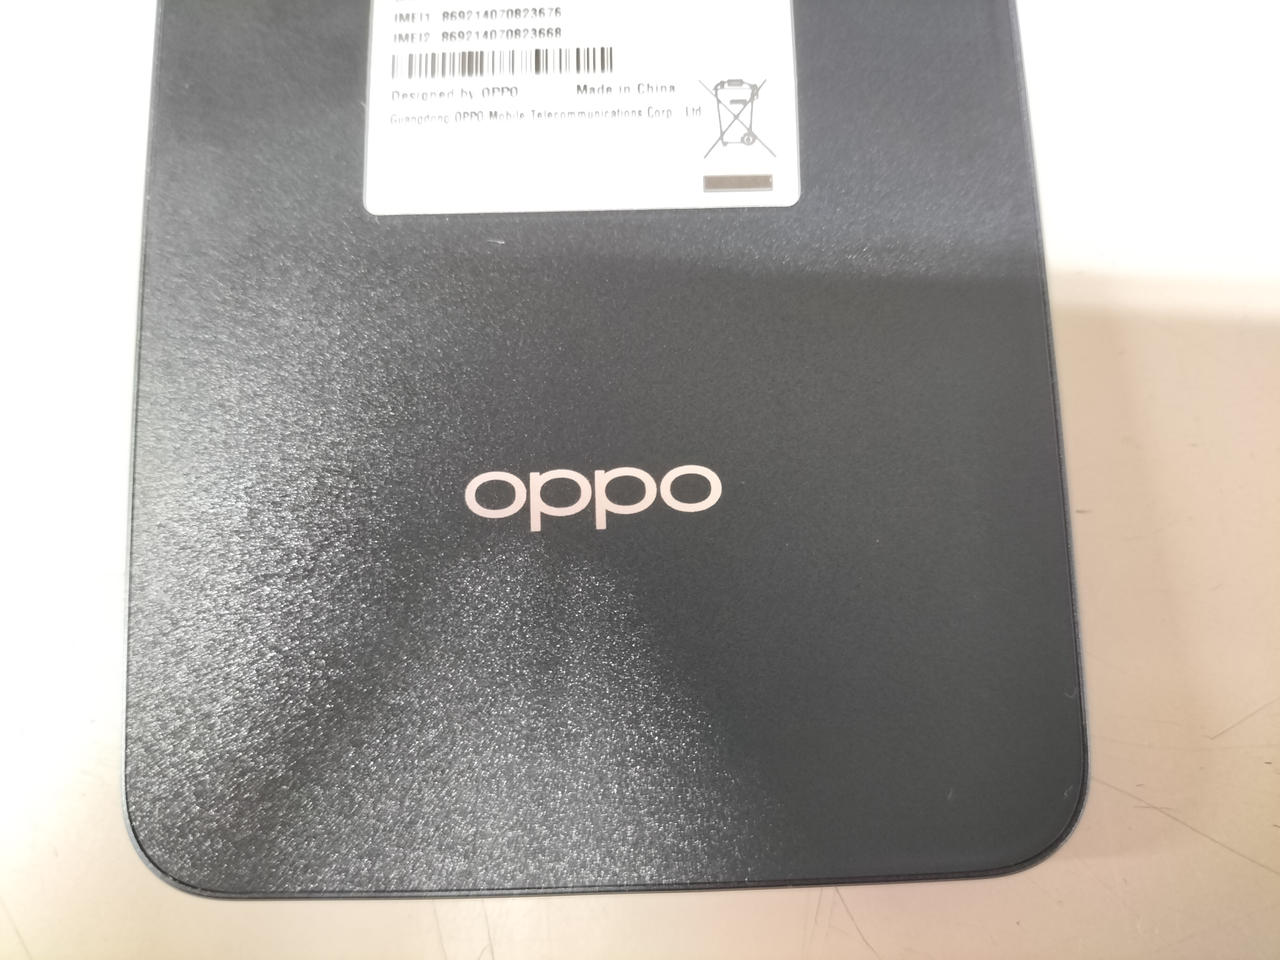 IMEI1 869214070823676
IMEI2 869214070823668
Designed by OPPO Made in China
Guangdong OPPO Mobile Telecommunications Corp., Ltd.
oppo